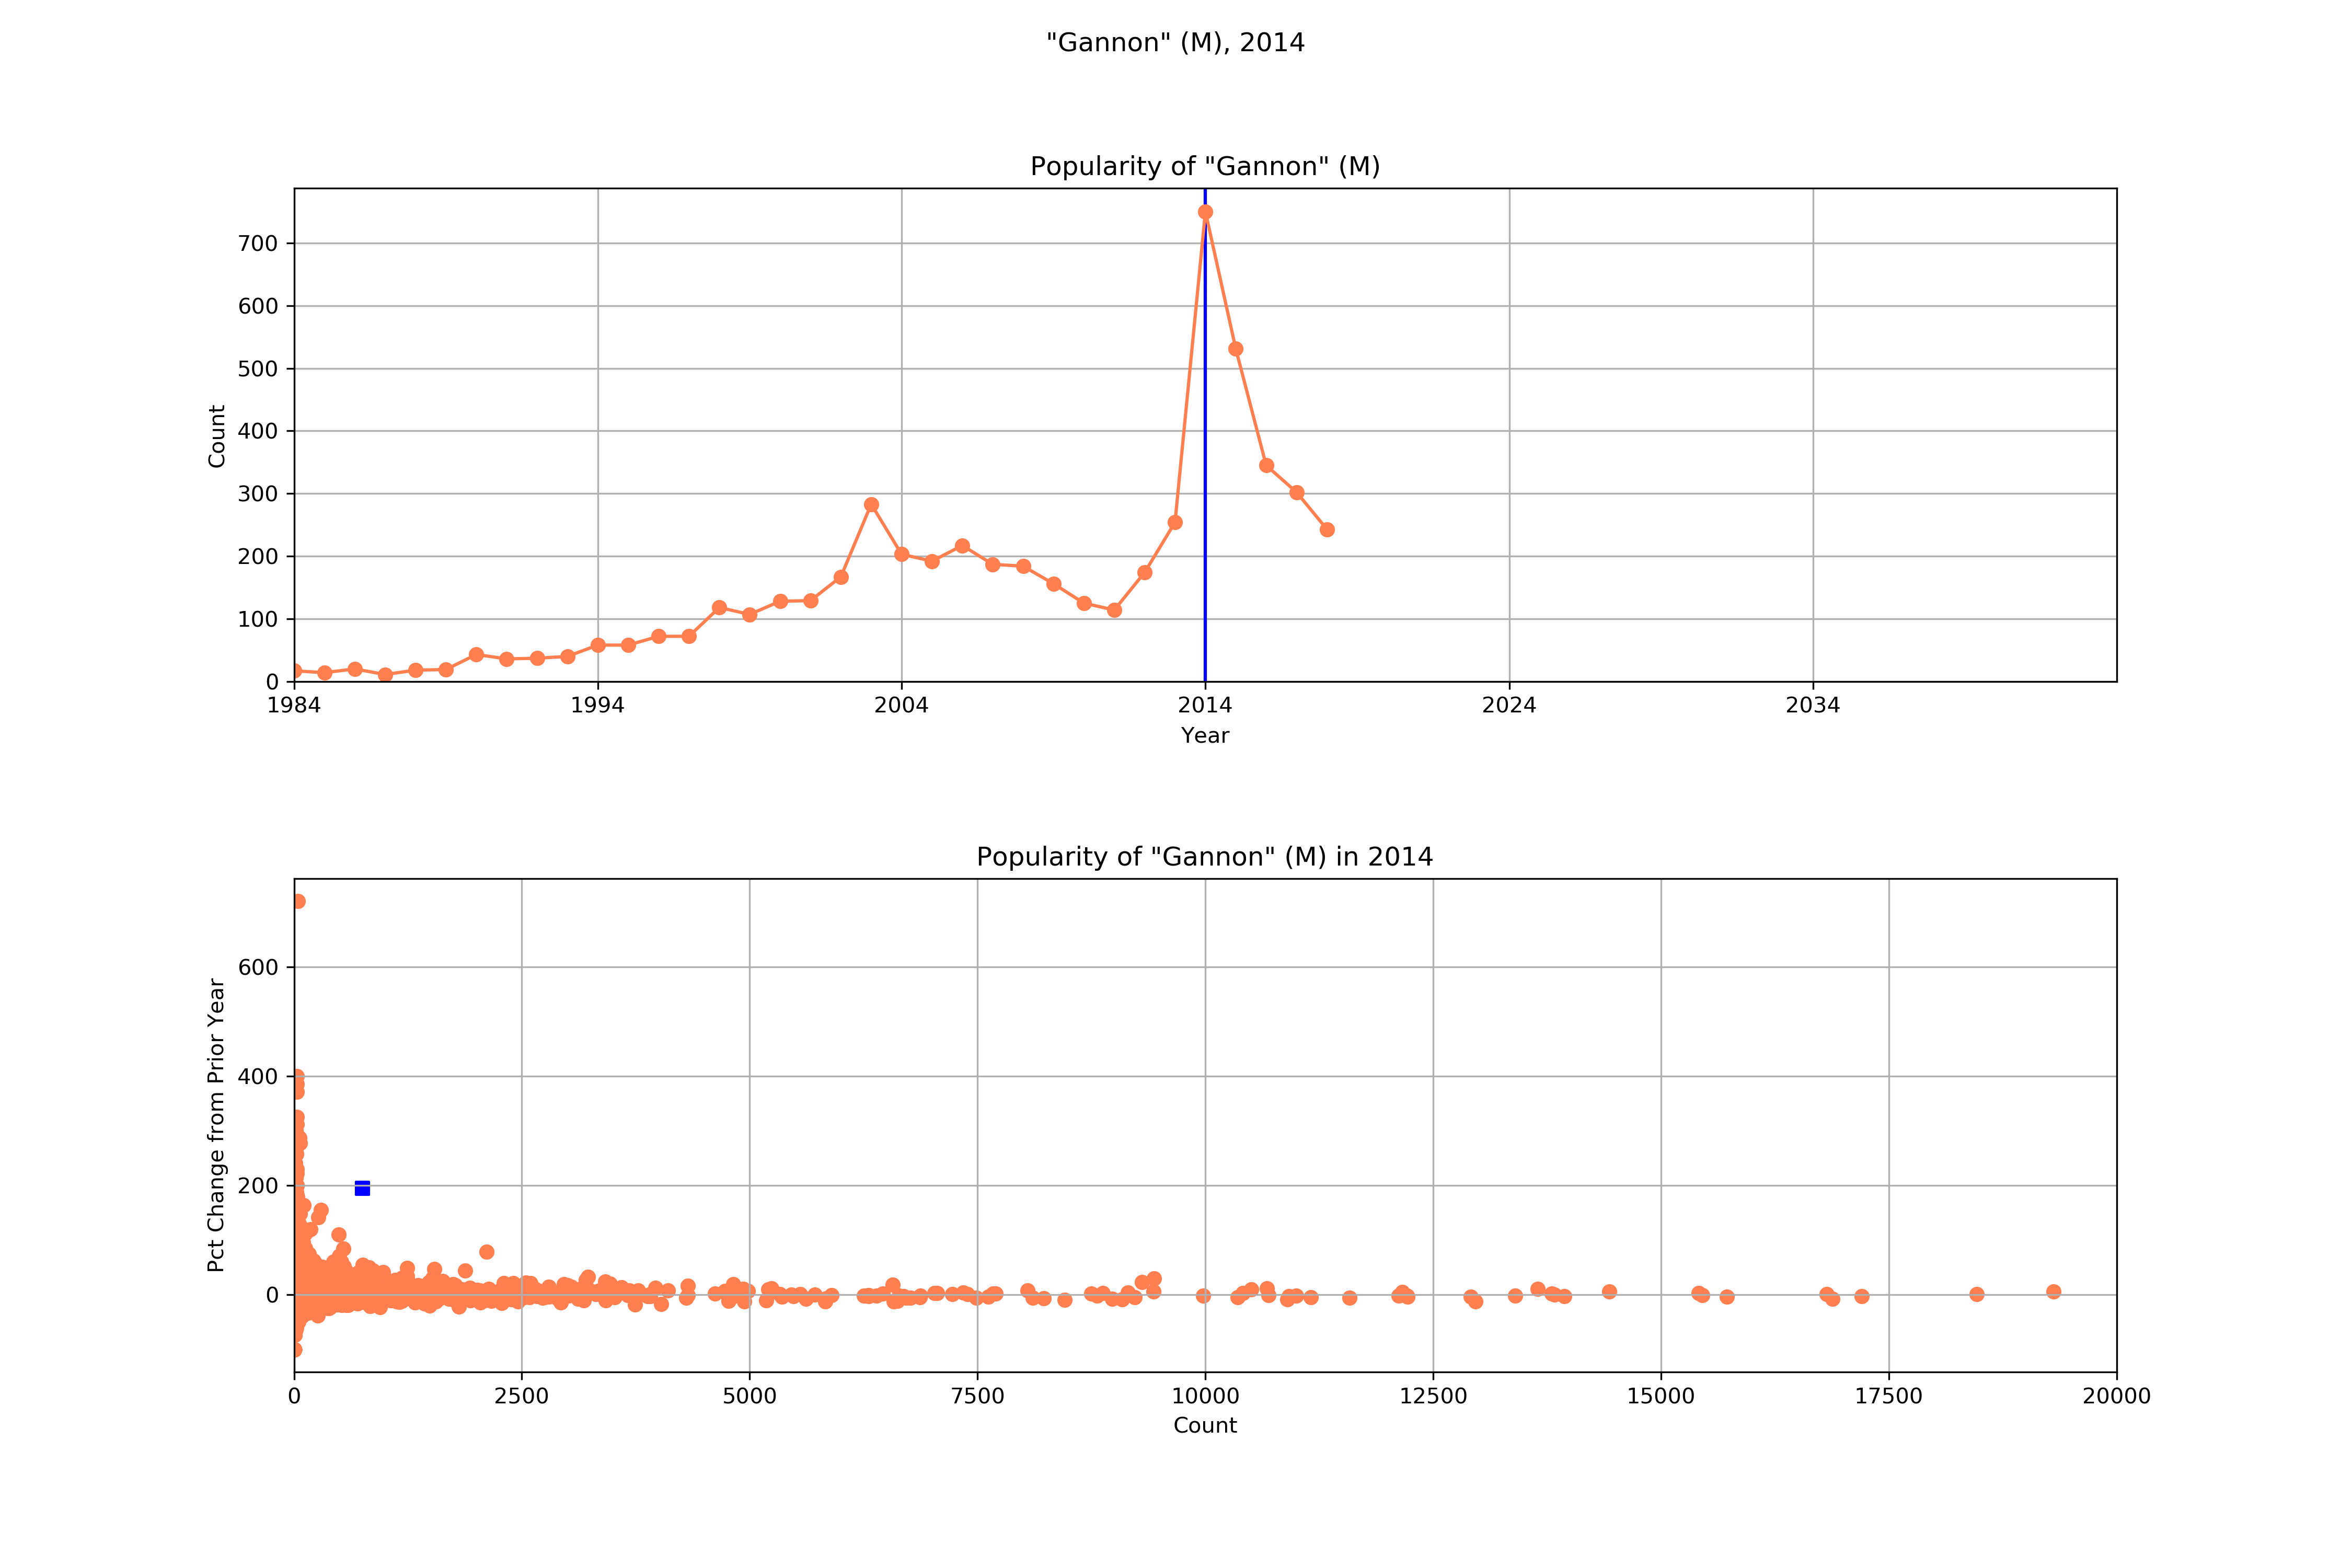 "Gannon" (M), 2014
Popularity of "Gannon" (M)
700
600
500
400
300
200
100
0
Count
1984 1994 2004 2014 2024 2034
Year
Popularity of "Gannon" (M) in 2014
600
400
200
0
Pct Change from Prior Year
0 2500 5000 7500 10000 12500 15000 17500 20000
Count